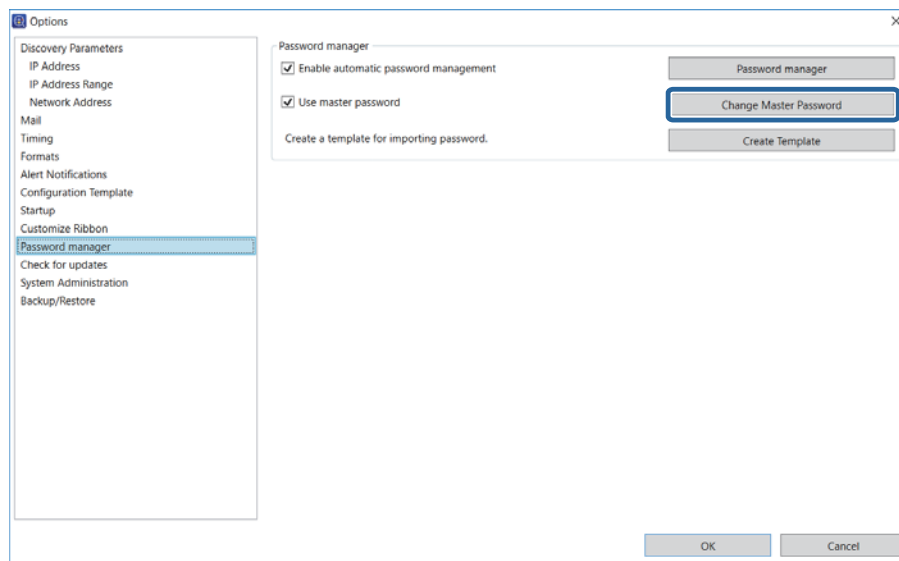 Options
Discovery Parameters
IP Address
IP Address Range
Network Address
Mail
Timing
Formats
Alert Notifications
Configuration Template
Startup
Customize Ribbon
Password manager
Check for updates
System Administration
Backup/Restore
Password manager
Enable automatic password management
Password manager
Use master password
Change Master Password
Create a template for importing password.
Create Template
OK
Cancel